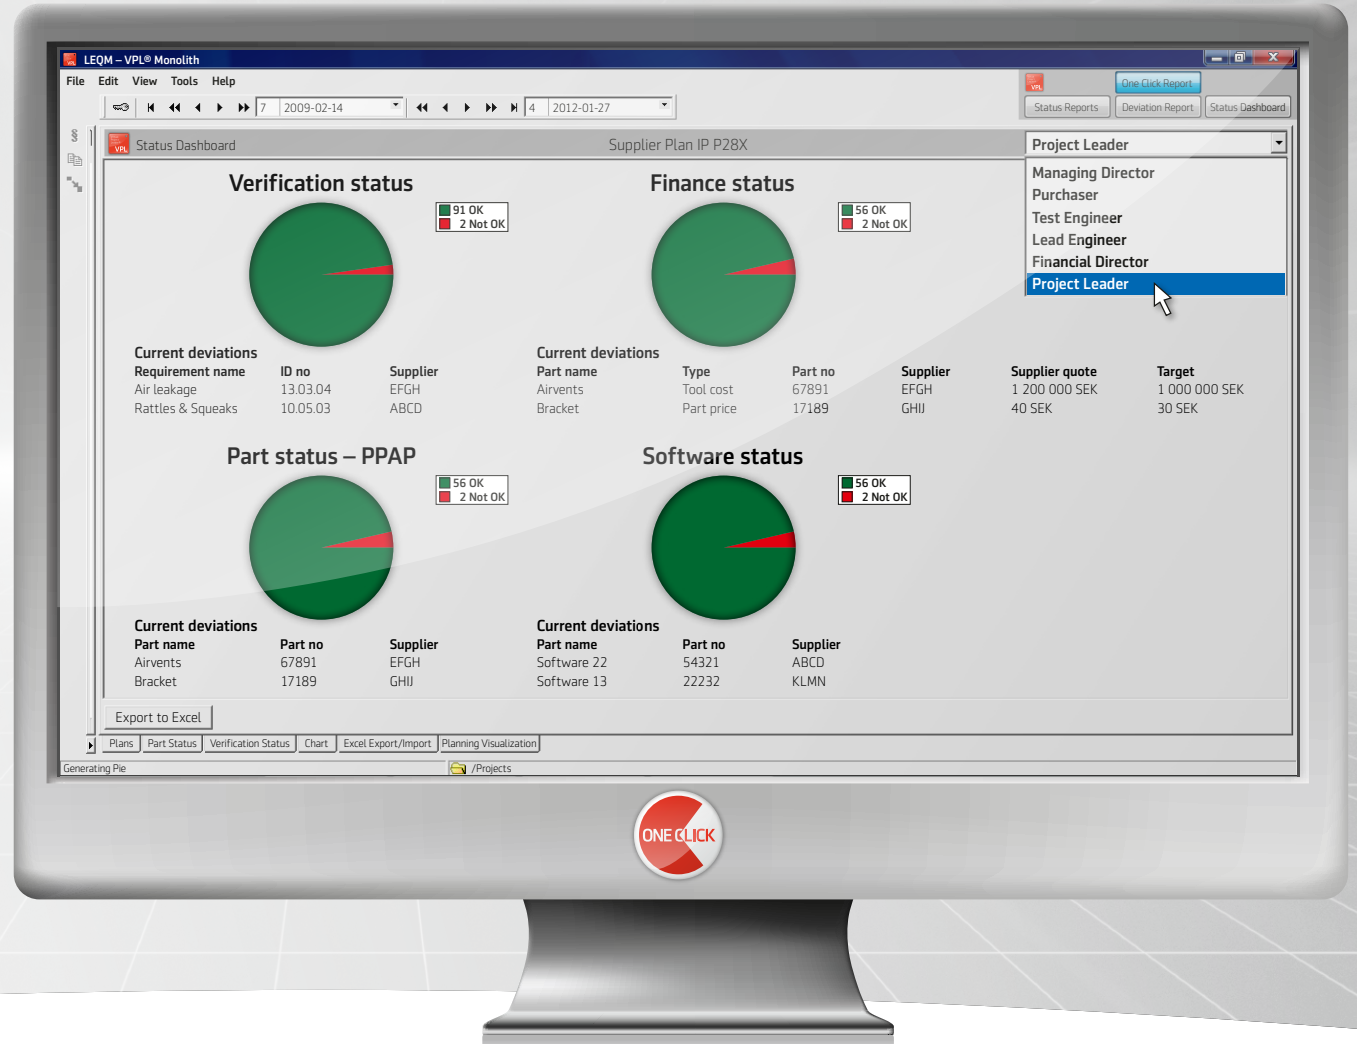 VPL LEQM – VPL® Monolith
File Edit View Tools Help
VPL One Click Report
7 2009-02-14 4 2012-01-27 Status Reports Deviation Report Status Dashboard
§
VPL Status Dashboard Supplier Plan IP P28X Project Leader
Managing Director
Purchaser
Test Engineer
Lead Engineer
Financial Director
Project Leader
Verification status
91 OK
2 Not OK
Current deviations
Requirement name ID no Supplier
Air leakage 13.03.04 EFGH
Rattles & Squeaks 10.05.03 ABCD
Finance status
56 OK
2 Not OK
Current deviations
Part name Type Part no Supplier Supplier quote Target
Airvents Tool cost 67891 EFGH 1 200 000 SEK 1 000 000 SEK
Bracket Part price 17189 GHIJ 40 SEK 30 SEK
Part status – PPAP
56 OK
2 Not OK
Current deviations
Part name Part no Supplier
Airvents 67891 EFGH
Bracket 17189 GHIJ
Software status
56 OK
2 Not OK
Current deviations
Part name Part no Supplier
Software 22 54321 ABCD
Software 13 22232 KLMN
Export to Excel
Plans Part Status Verification Status Chart Excel Export/Import Planning Visualization
Generating Pie /Projects
ONE CLICK